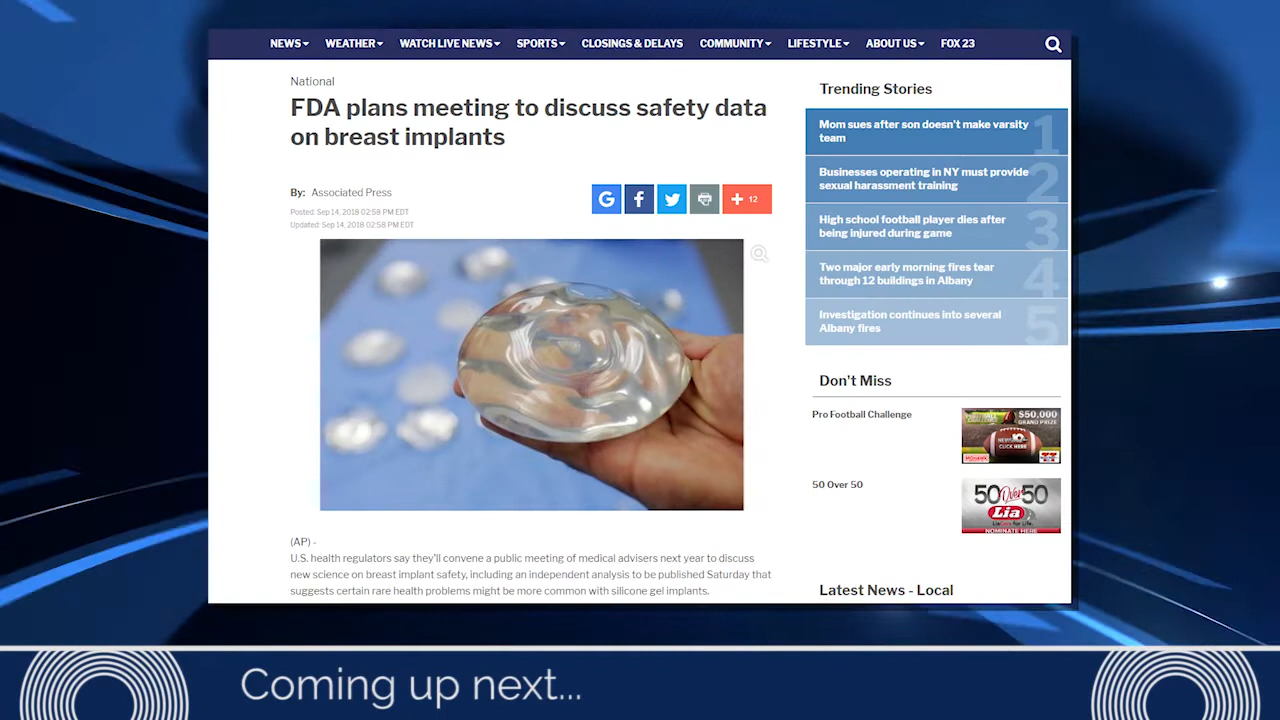 NEWS WEATHER WATCH LIVE NEWS SPORTS CLOSINGS & DELAYS COMMUNITY LIFESTYLE ABOUT US FOX 23
National
FDA plans meeting to discuss safety data
on breast implants
By: Associated Press
Posted: Sep 14, 2018 02:58 PM EDT
Updated: Sep 14, 2018 02:58 PM EDT
G f 12
(AP) -
U.S. health regulators say they'll convene a public meeting of medical advisers next year to discuss
new science on breast implant safety, including an independent analysis to be published Saturday that
suggests certain rare health problems might be more common with silicone gel implants.
Trending Stories
Mom sues after son doesn't make varsity
team
1
Businesses operating in NY must provide
sexual harassment training
2
High school football player dies after
being injured during game
3
Two major early morning fires tear
through 12 buildings in Albany
4
Investigation continues into several
Albany fires
5
Don't Miss
Pro Football Challenge
$50,000
GRAND PRIZE
NEWS 10
CLICK HERE
50 Over 50
50 Over 50
Lia
NOMINATE HERE
Latest News - Local
Coming up next...